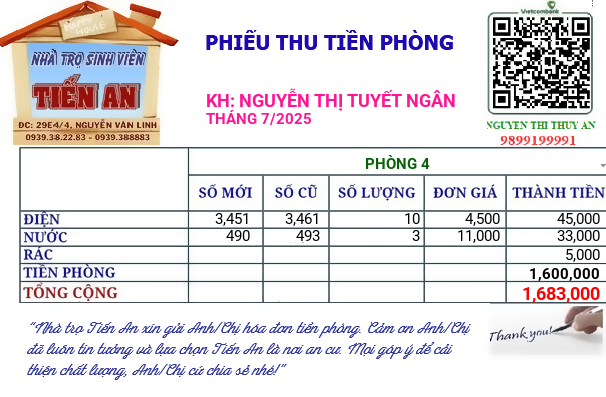 HAPPY HOME
NHÀ TRỌ SINH VIÊN
TIẾN AN
ĐC: 29E4/4, NGUYỄN VĂN LINH
0939.38.22.83 - 0939.388883
PHIẾU THU TIỀN PHÒNG
KH: NGUYỄN THỊ TUYẾT NGÂN
THÁNG 7/2025
Vietcombank
NGUYEN THI THUY AN
9899199991
PHÒNG 4
SỐ MỚI SỐ CŨ SỐ LƯỢNG ĐƠN GIÁ THÀNH TIỀN
ĐIỆN 3,451 3,461 10 4,500 45,000
NƯỚC 490 493 3 11,000 33,000
RÁC 5,000
TIỀN PHÒNG 1,600,000
TỔNG CỘNG 1,683,000
"Nhà trọ Tiến An xin gửi Anh/Chị hóa đơn tiền phòng. Cảm ơn Anh/Chị
đã luôn tin tưởng và lựa chọn Tiến An là nơi an cư. Mọi góp ý để cải
thiện chất lượng, Anh/Chị cứ chia sẻ nhé!"
Thank you!